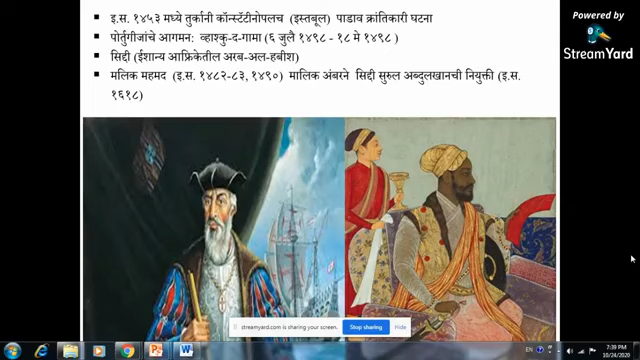 Powered by
StreamYard
इ.स. १४५३ मध्ये तुर्कानी कॉन्स्टॅटीनोपलच (इस्तबूल) पाडाव क्रांतिकारी घटना
पोर्तुगीजांचे आगमन: व्हाश्कु-द-गामा (६ जुलै १४९८ - १८ मे १४९८ )
सिद्दी (ईशान्य आफ्रिकेतील अरब-अल-हबीश)
मलिक महमद (इ.स. १४८२-८३, १४९०) मालिक अंबरने सिद्दी सुरुल अब्दुलखानची नियुक्ती (इ.स.
१६१८)
streamyard.com is sharing your screen. Stop sharing Hide
EN 7:39 PM
10/24/2020